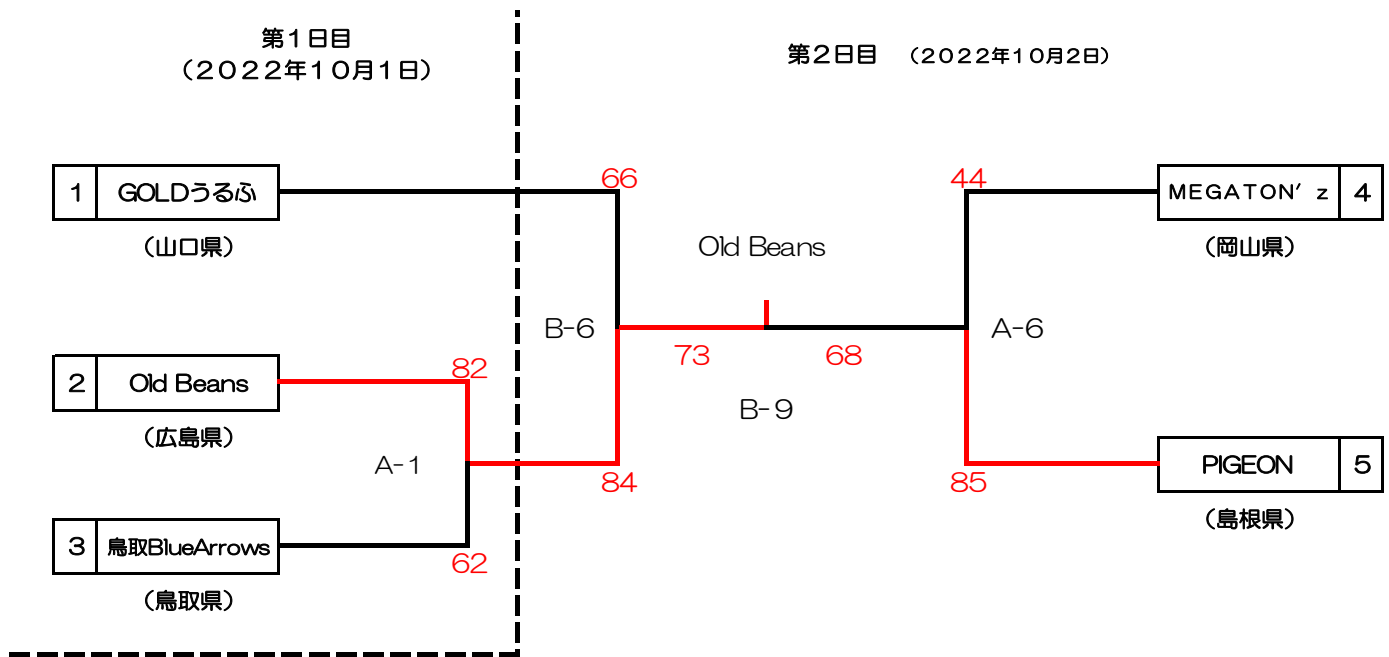 第１日目
（２０２２年１０月１日）
第２日目　（２０２２年１０月２日）
1 GOLDうるふ
（山口県）
66
44
MEGATON’ｚ 4
（岡山県）
Old Beans
B-6
A-6
73
68
2 Old Beans
（広島県）
82
B-9
A-1
84
85
PIGEON 5
（島根県）
3 鳥取BlueArrows
62
（鳥取県）